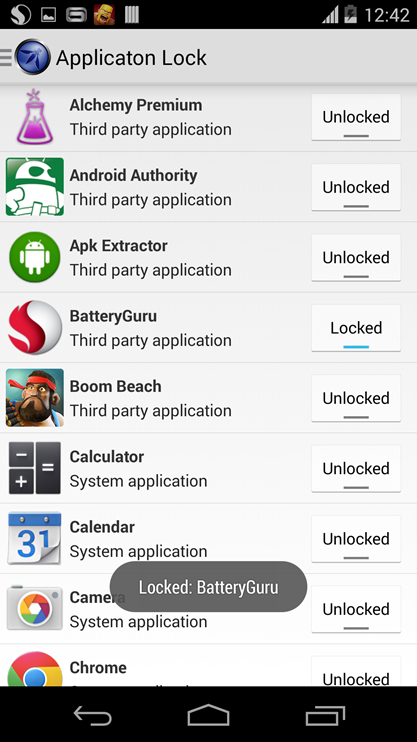 12:42
Applicaton Lock
Alchemy Premium
Third party application
Unlocked
Android Authority
Third party application
Unlocked
Apk Extractor
Third party application
Unlocked
BatteryGuru
Third party application
Locked
Boom Beach
Third party application
Unlocked
Calculator
System application
Unlocked
31
Calendar
System application
Unlocked
Locked: BatteryGuru
Camera
System application
Unlocked
Chrome
Unlocked